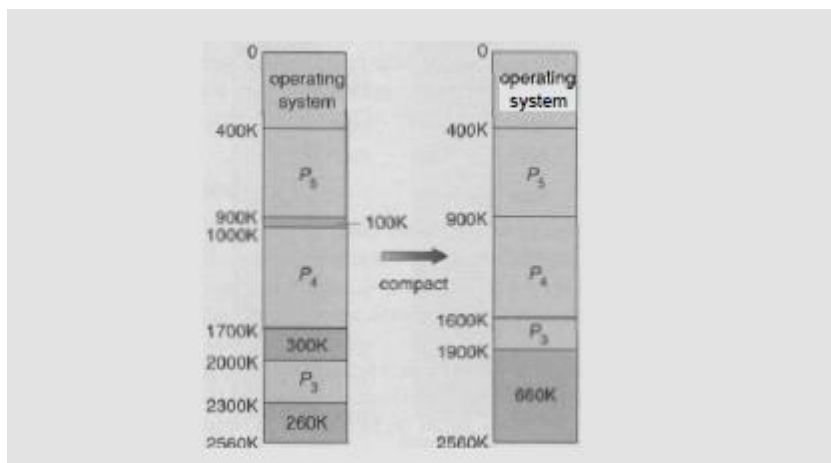 0
operating
system
400K
P5
900K
100K
1000K
P4
1700K
300K
2000K
P3
2300K
260K
2560K
compact
0
operating
system
400K
P5
900K
P4
1600K
P3
1900K
660K
2560K